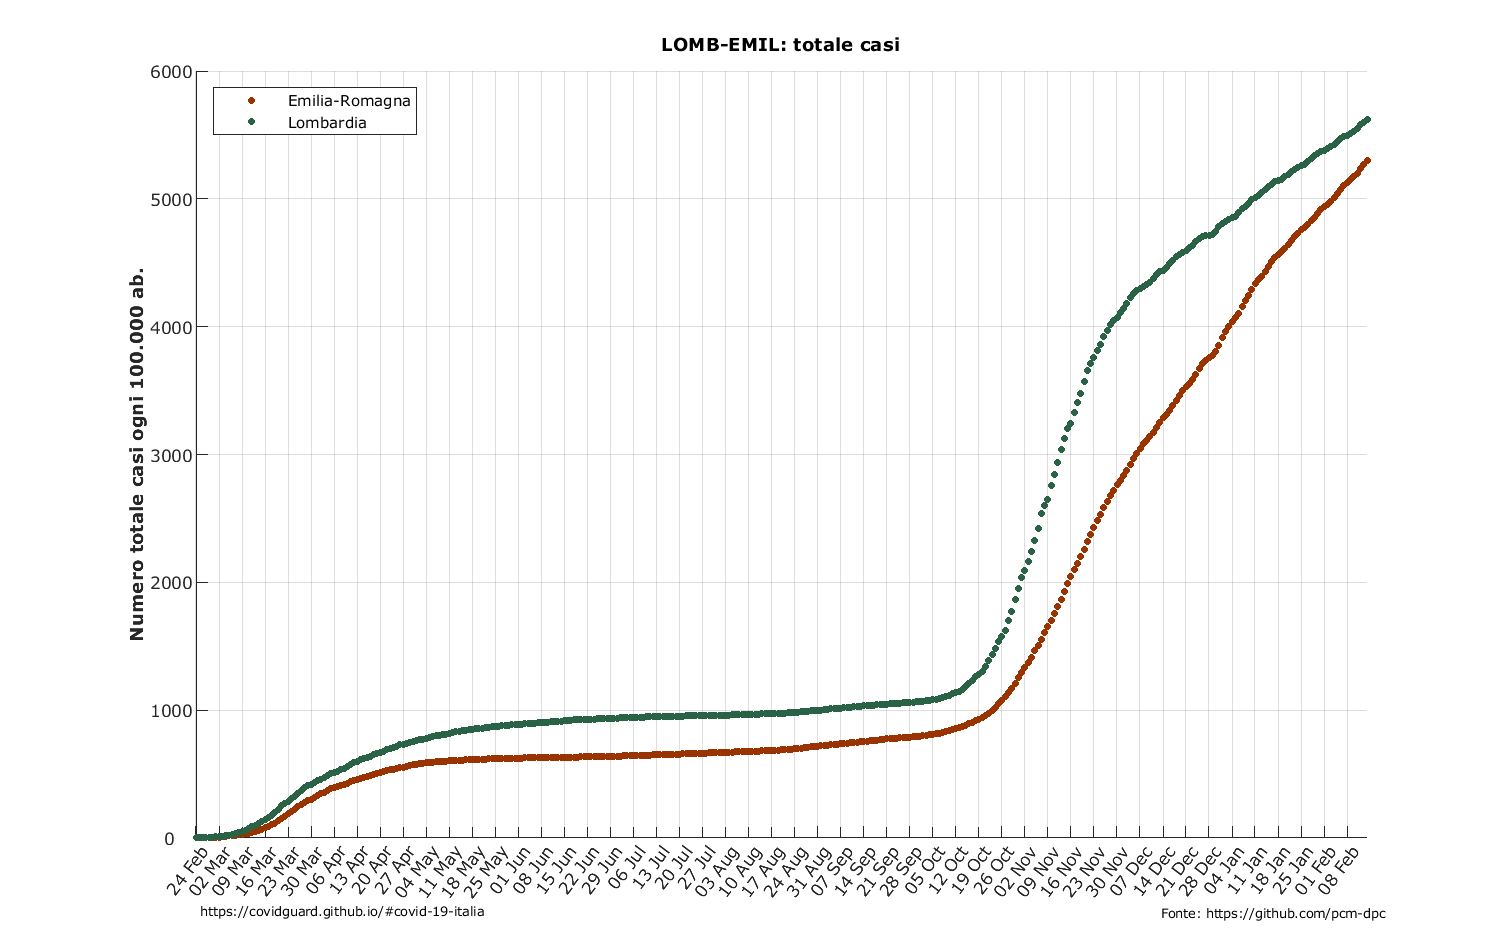 LOMB-EMIL: totale casi
Emilia-Romagna
Lombardia
Numero totale casi ogni 100.000 ab.
6000
5000
4000
3000
2000
1000
0
24 Feb
02 Mar
09 Mar
16 Mar
23 Mar
30 Mar
06 Apr
13 Apr
20 Apr
27 Apr
04 May
11 May
18 May
25 May
01 Jun
08 Jun
15 Jun
22 Jun
29 Jun
06 Jul
13 Jul
20 Jul
27 Jul
03 Aug
10 Aug
17 Aug
24 Aug
31 Aug
07 Sep
14 Sep
21 Sep
28 Sep
05 Oct
12 Oct
19 Oct
26 Oct
02 Nov
09 Nov
16 Nov
23 Nov
30 Nov
07 Dec
14 Dec
21 Dec
28 Dec
04 Jan
11 Jan
18 Jan
25 Jan
01 Feb
08 Feb
https://covidguard.github.io/#covid-19-italia
Fonte: https://github.com/pcm-dpc